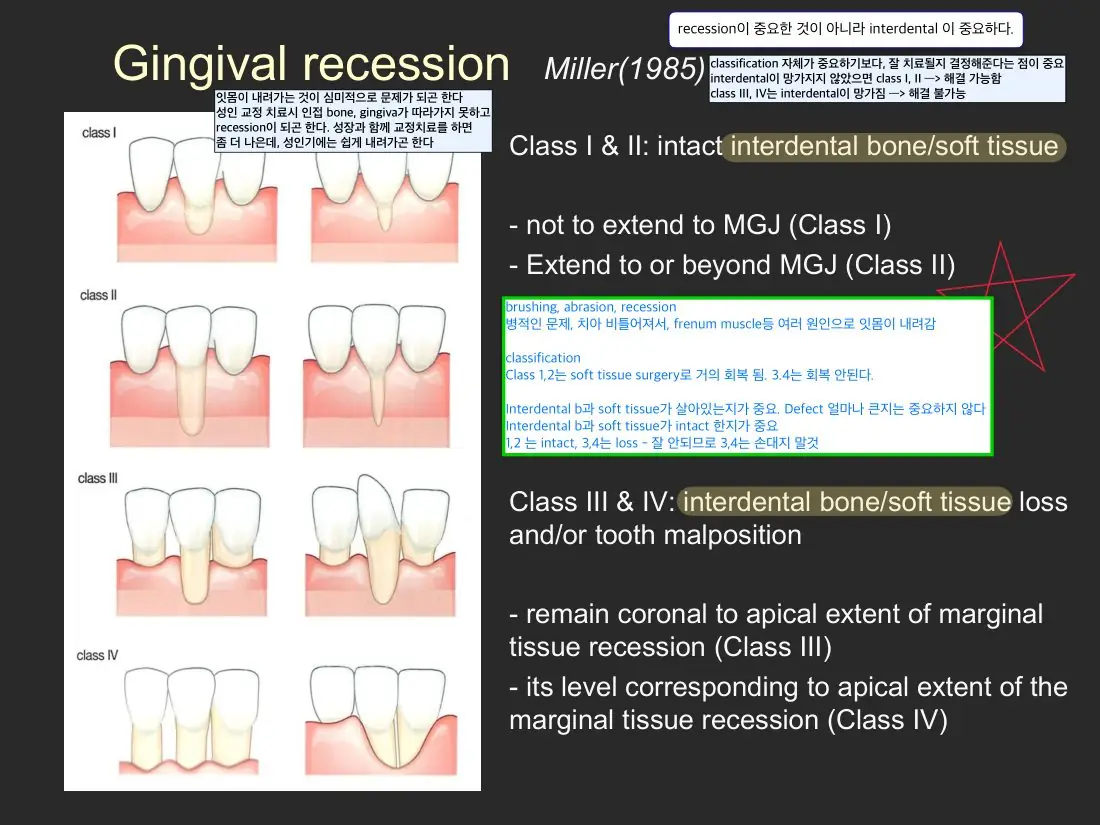 recession이 중요한 것이 아니라 interdental 이 중요하다.
Gingival recession
Miller(1985)
classification 자체가 중요하기보다, 잘 치료될지 결정해준다는 점이 중요
interdental이 망가지지 않았으면 class I, II —> 해결 가능함
class III, IV는 interdental이 망가짐 —> 해결 불가능
잇몸이 내려가는 것이 심미적으로 문제가 되곤 한다
성인 교정 치료시 인접 bone, gingiva가 따라가지 못하고
recession이 되곤 한다. 성장과 함께 교정치료를 하면
좀 더 나은데, 성인기에는 쉽게 내려가곤 한다
class I
class II
class III
class IV
Class I & II: intact interdental bone/soft tissue
- not to extend to MGJ (Class I)
- Extend to or beyond MGJ (Class II)
brushing, abrasion, recession
병적인 문제, 치아 비틀어져서, frenum muscle등 여러 원인으로 잇몸이 내려감
classification
Class 1,2는 soft tissue surgery로 거의 회복 됨. 3.4는 회복 안된다.
Interdental b과 soft tissue가 살아있는지가 중요. Defect 얼마나 큰지는 중요하지 않다
Interdental b과 soft tissue가 intact 한지가 중요
1,2 는 intact, 3,4는 loss - 잘 안되므로 3,4는 손대지 말것
Class III & IV: interdental bone/soft tissue loss
and/or tooth malposition
- remain coronal to apical extent of marginal
tissue recession (Class III)
- its level corresponding to apical extent of the
marginal tissue recession (Class IV)